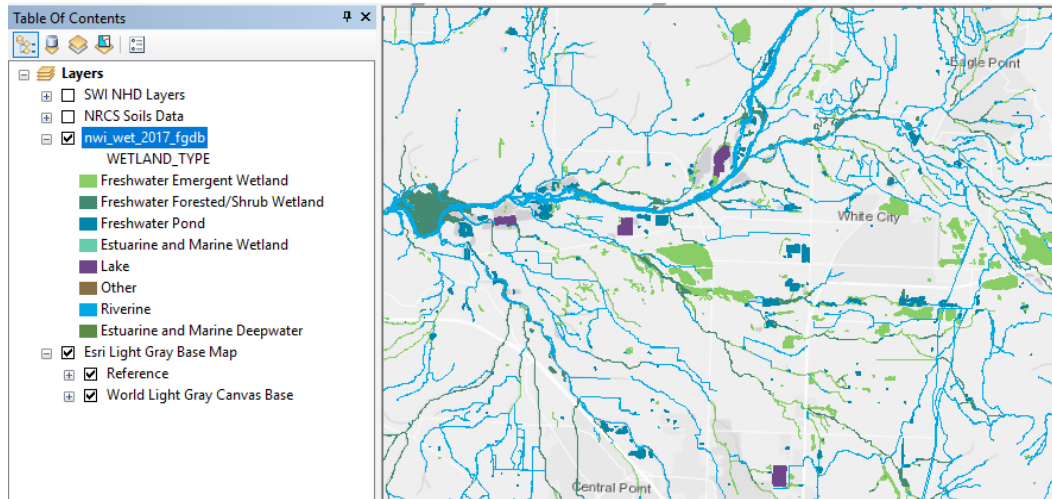 Table Of Contents
Layers
SWI NHD Layers
NRCS Soils Data
nwi_wet_2017_fgdb
WETLAND_TYPE
Freshwater Emergent Wetland
Freshwater Forested/Shrub Wetland
Freshwater Pond
Estuarine and Marine Wetland
Lake
Other
Riverine
Estuarine and Marine Deepwater
Esri Light Gray Base Map
Reference
World Light Gray Canvas Base
Eagle Point
White City
Central Point